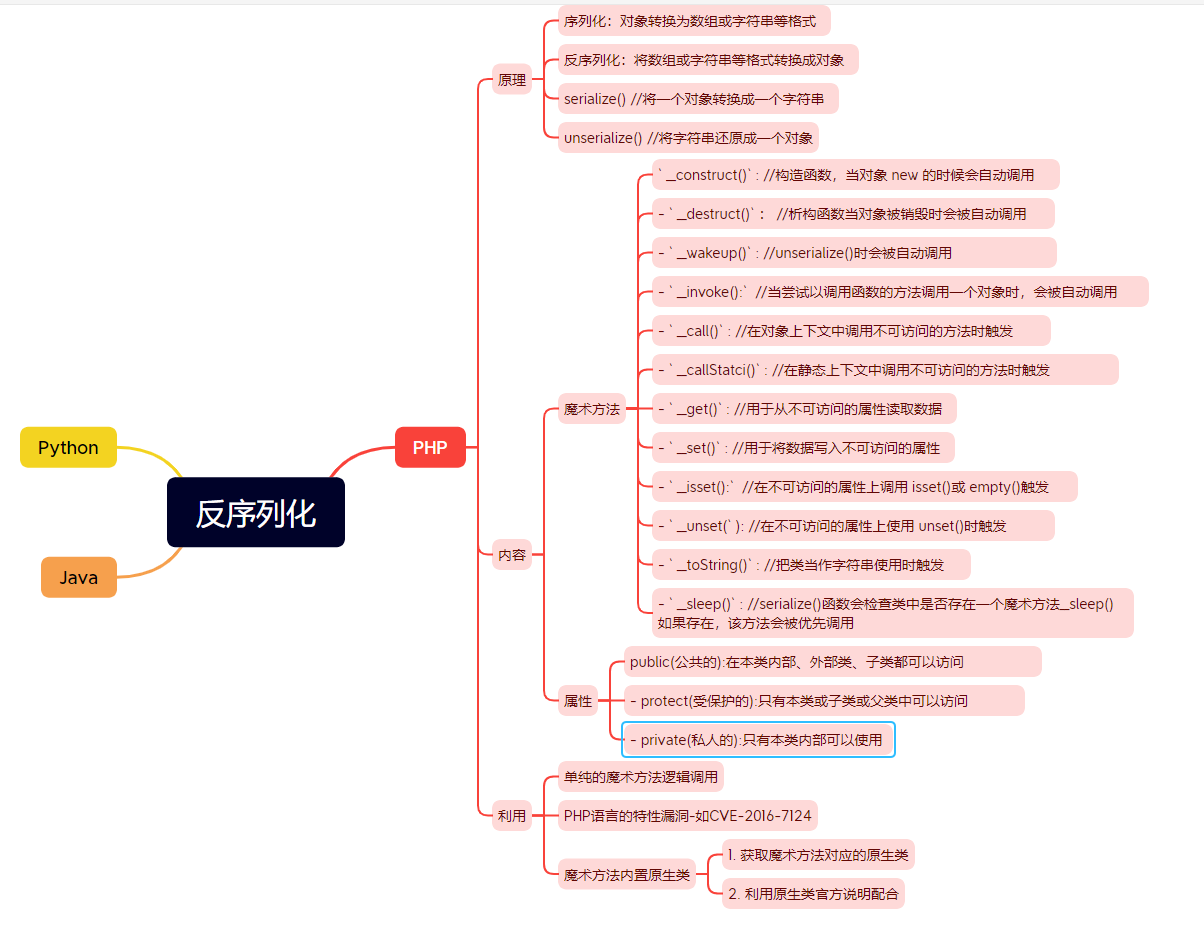 反序列化
Python
Java
PHP
原理
序列化：对象转换为数组或字符串等格式
反序列化：将数组或字符串等格式转换成对象
serialize() //将一个对象转换成一个字符串
unserialize() //将字符串还原成一个对象
内容
魔术方法
`__construct()`: //构造函数，当对象 new 的时候会自动调用
- `__destruct()`： //析构函数当对象被销毁时会被自动调用
- `__wakeup()`: //unserialize()时会被自动调用
- `__invoke():` //当尝试以调用函数的方法调用一个对象时，会被自动调用
- `__call()`: //在对象上下文中调用不可访问的方法时触发
- `__callStatci()`: //在静态上下文中调用不可访问的方法时触发
- `__get()`: //用于从不可访问的属性读取数据
- `__set()`: //用于将数据写入不可访问的属性
- `__isset():` //在不可访问的属性上调用 isset()或 empty()触发
- `__unset(`): //在不可访问的属性上使用 unset()时触发
- `__toString()`: //把类当作字符串使用时触发
- `__sleep()`: //serialize()函数会检查类中是否存在一个魔术方法__sleep()
如果存在，该方法会被优先调用
属性
public(公共的):在本类内部、外部类、子类都可以访问
- protect(受保护的):只有本类或子类或父类中可以访问
- private(私人的):只有本类内部可以使用
利用
单纯的魔术方法逻辑调用
PHP语言的特性漏洞-如CVE-2016-7124
魔术方法内置原生类
1. 获取魔术方法对应的原生类
2. 利用原生类官方说明配合